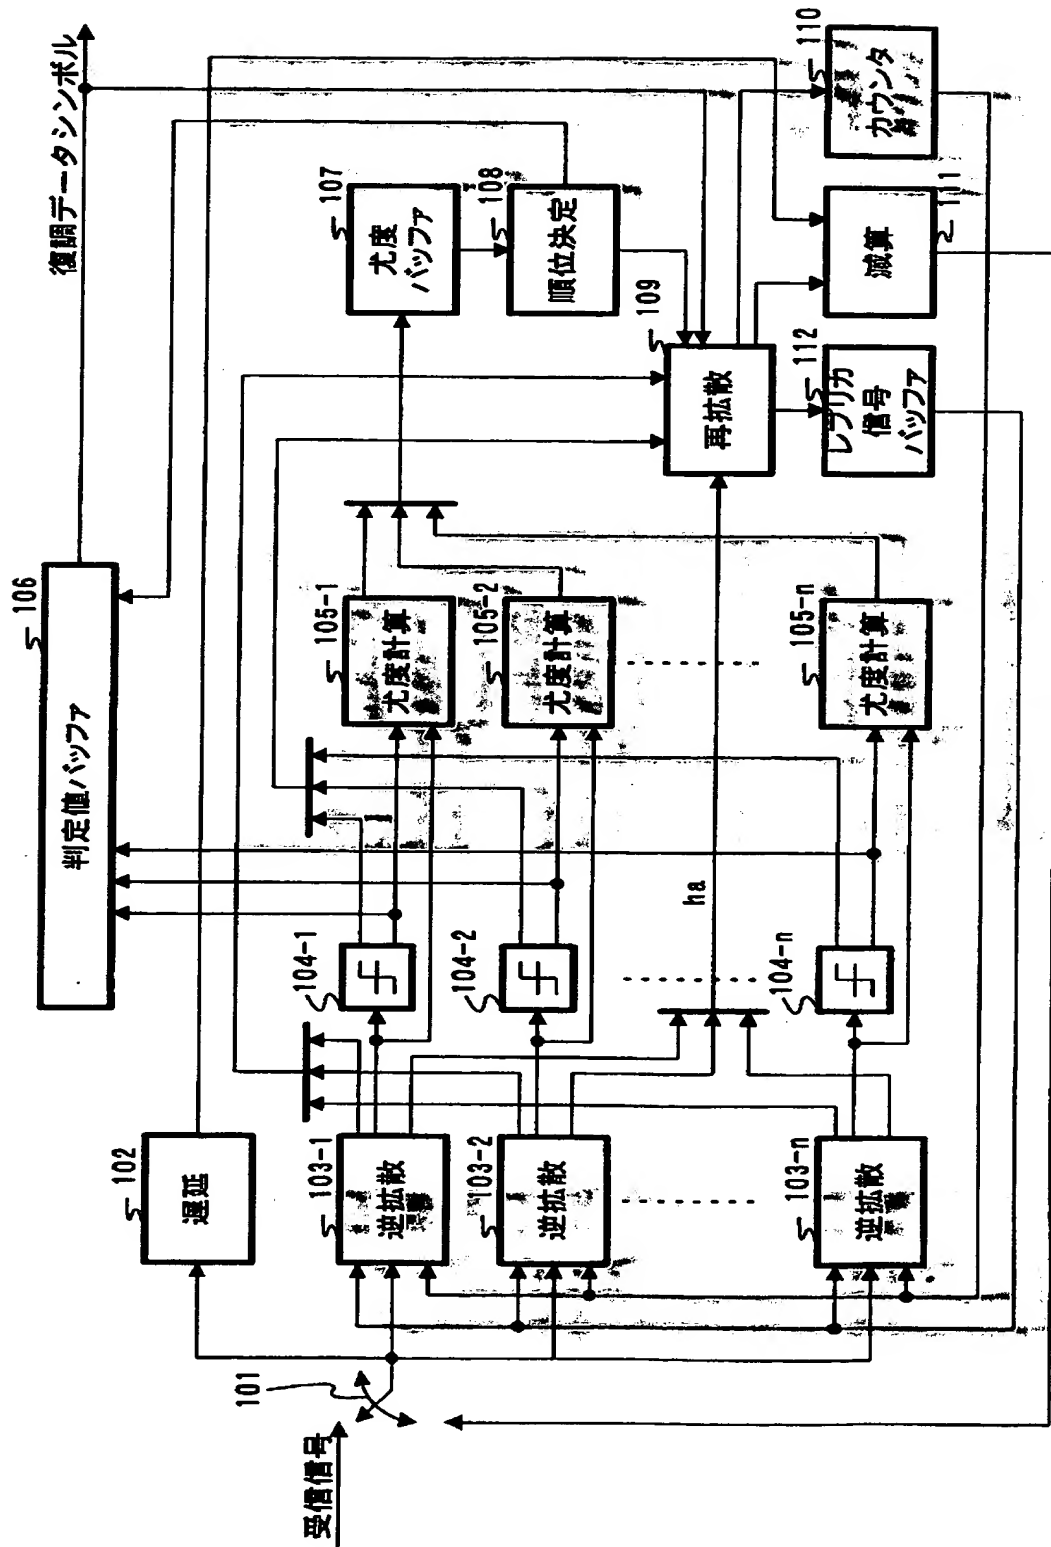 受信信号
101
102
遅延
103-1
逆拡散
103-2
逆拡散
103-n
逆拡散
104-1
104-2
104-n
ha
106
判定値バッファ
105-1
尤度計算
105-2
尤度計算
105-n
尤度計算
107
尤度
バッファ
108
順位決定
109
再拡散
112
レプリカ
信号
バッファ
111
減算
110
カウンタ
復調データシンボル